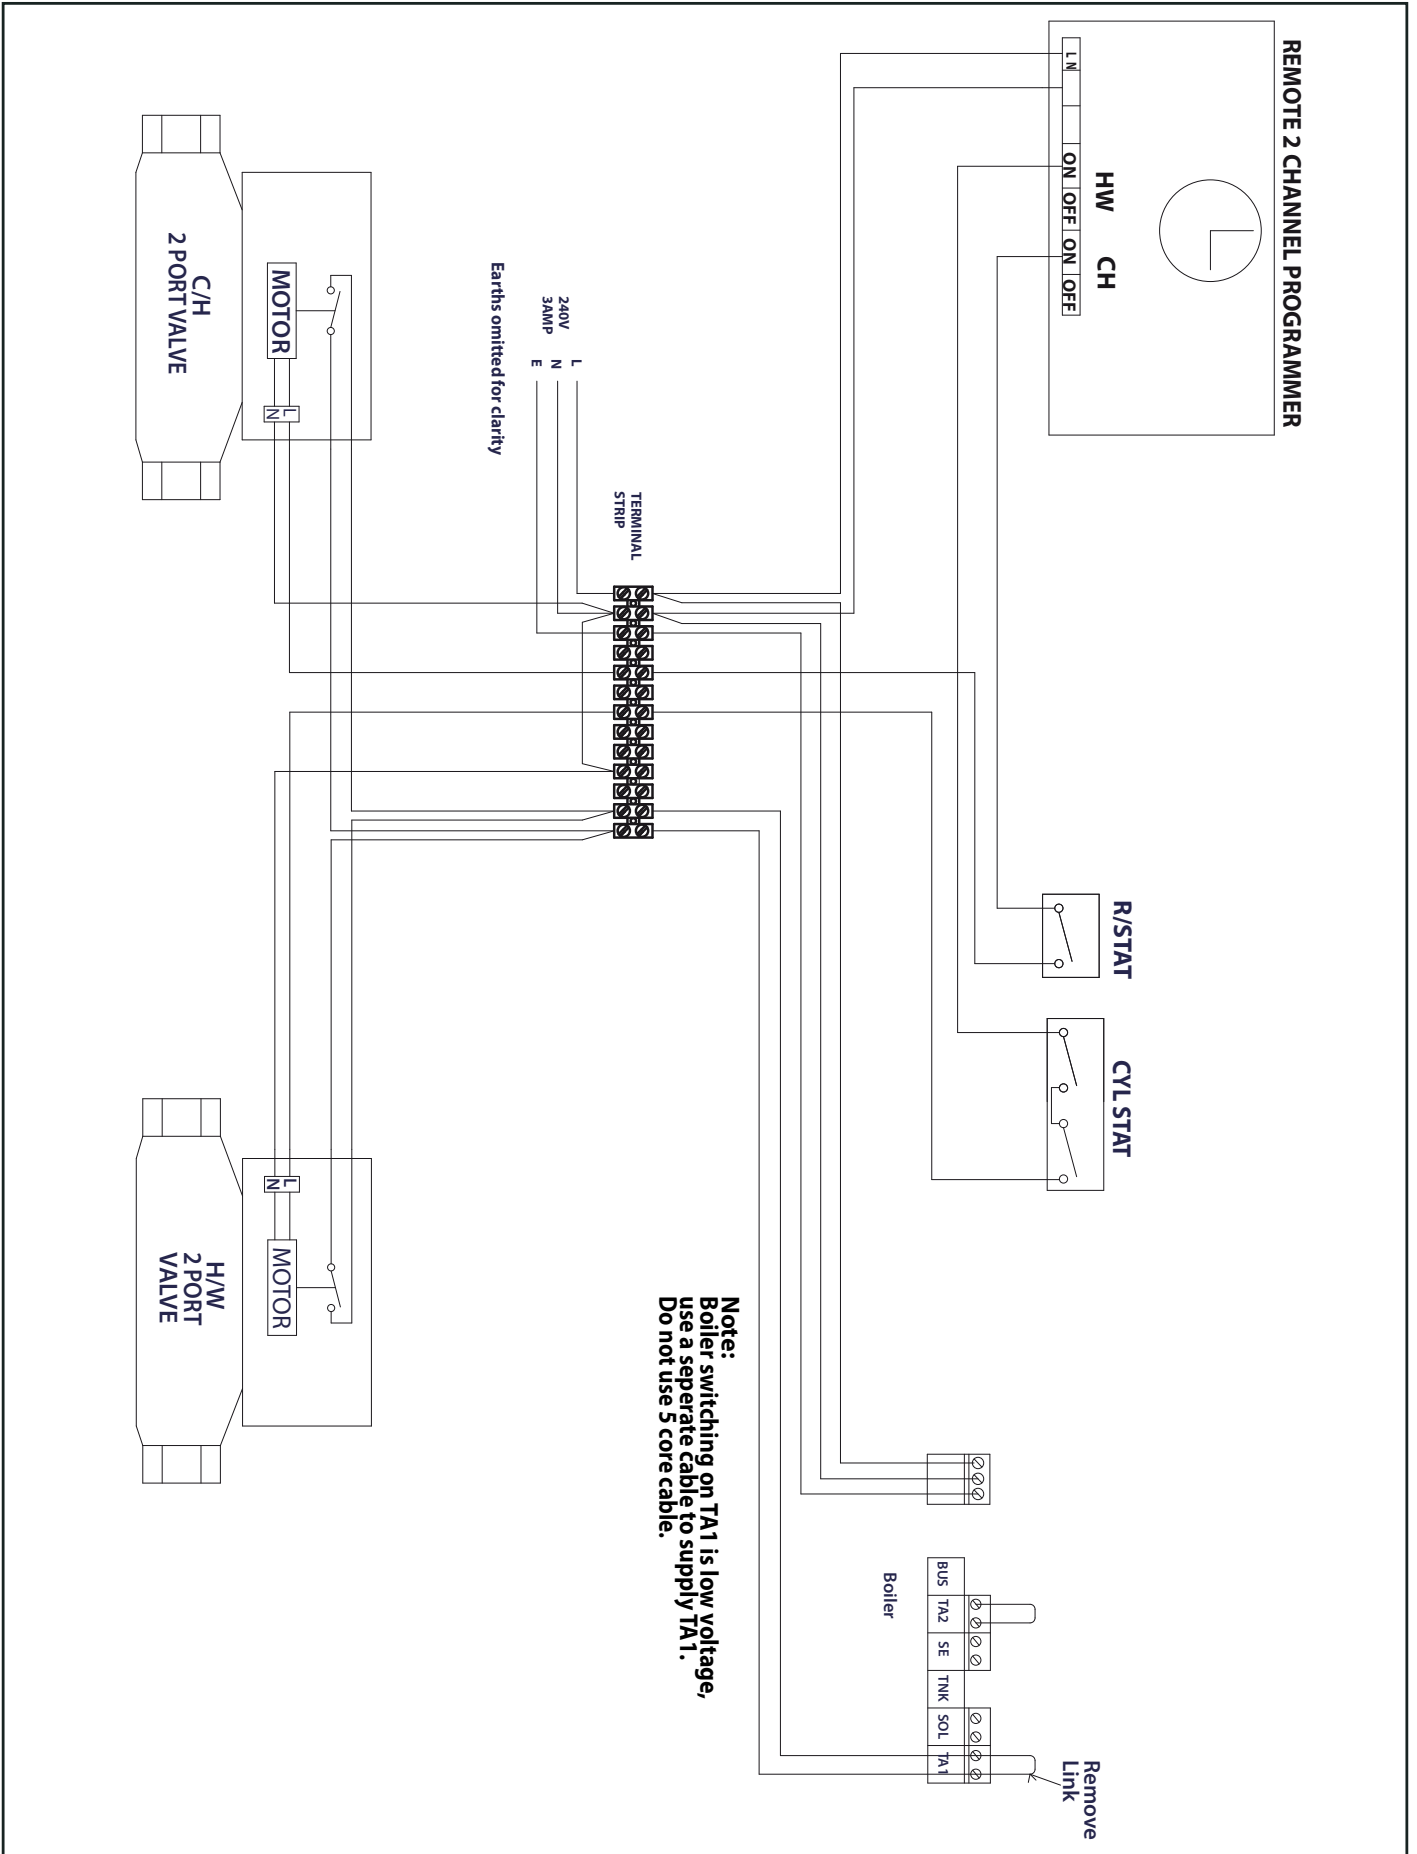 REMOTE 2 CHANNEL PROGRAMMER
HW
CH
L N
ON
OFF
ON
OFF
R/STAT
CYL STAT
Remove
Link
TERMINAL
STRIP
240V
3AMP
L
N
E
Earths omitted for clarity
Boiler
BUS
TA2
SE
TNK
SOL
TA1
Note:
Boiler switching on TA1 is low voltage,
use a seperate cable to supply TA1.
Do not use 5 core cable.
MOTOR
L
N
C/H
2 PORT VALVE
L
N
MOTOR
H/W
2 PORT
VALVE